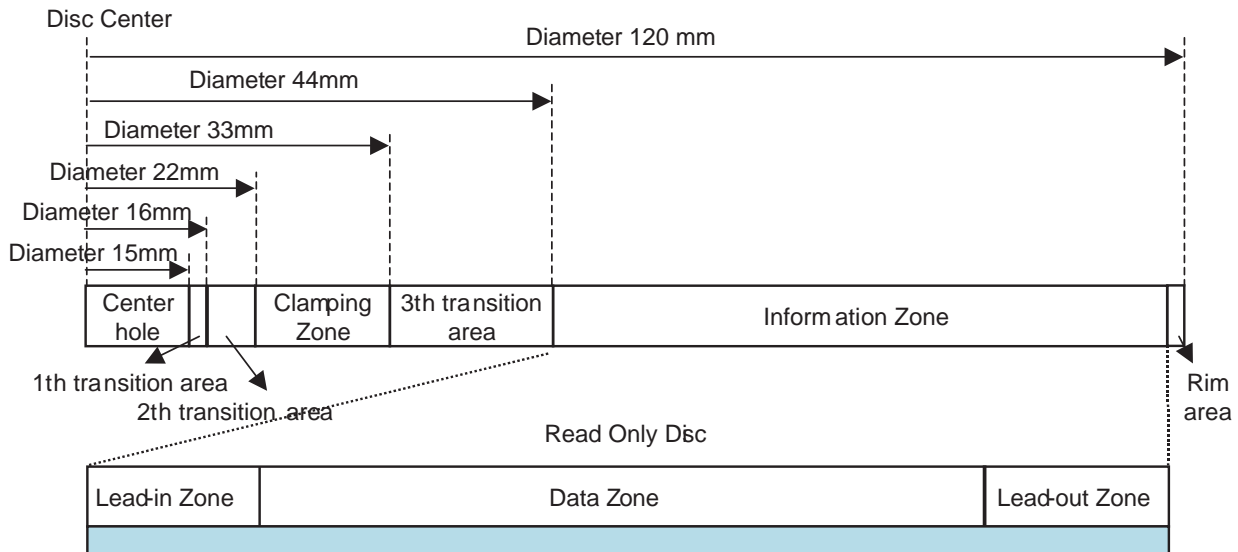 Disc Center
Diameter 120 mm
Diameter 44mm
Diameter 33mm
Diameter 22mm
Diameter 16mm
Diameter 15mm
Center
hole
Clamping
Zone
3th transition
area
Information Zone
1th transition area
2th transition area
Rim
area
Read Only Disc
Lead-in Zone
Data Zone
Lead-out Zone